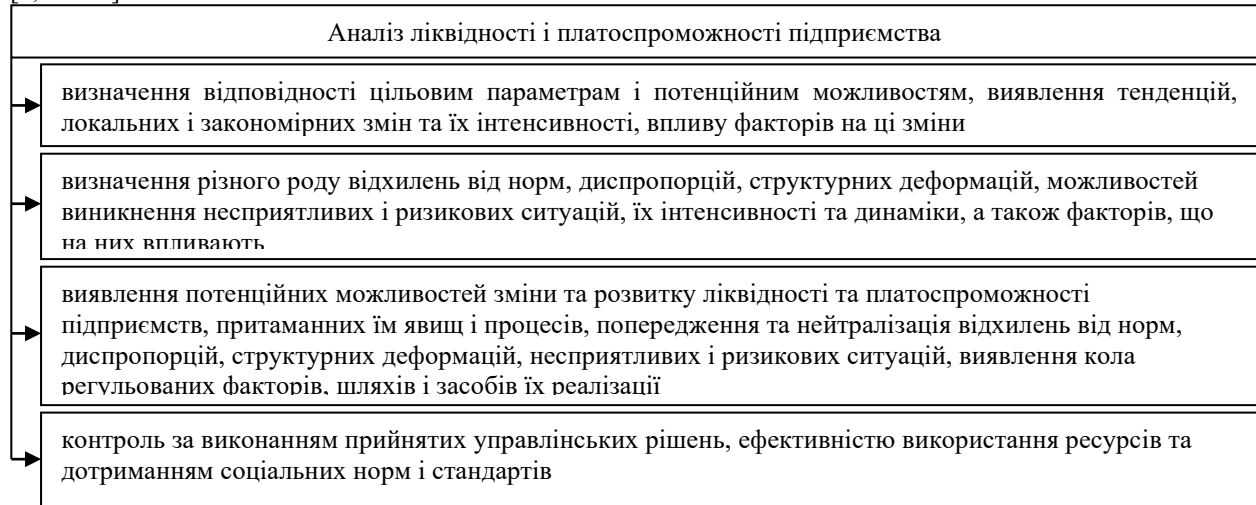 Аналіз ліквідності і платоспроможності підприємства
визначення відповідності цільовим параметрам і потенційним можливостям, виявлення тенденцій,
локальних і закономірних змін та їх інтенсивності, впливу факторів на ці зміни
визначення різного роду відхилень від норм, диспропорцій, структурних деформацій, можливостей
виникнення несприятливих і ризикових ситуацій, їх інтенсивності та динаміки, а також факторів, що
на них впливають
виявлення потенційних можливостей зміни та розвитку ліквідності та платоспроможності
підприємств, притаманних їм явищ і процесів, попередження та нейтралізація відхилень від норм,
диспропорцій, структурних деформацій, несприятливих і ризикових ситуацій, виявлення кола
регульованих факторів, шляхів і засобів їх реалізації
контроль за виконанням прийнятих управлінських рішень, ефективністю використання ресурсів та
дотриманням соціальних норм і стандартів